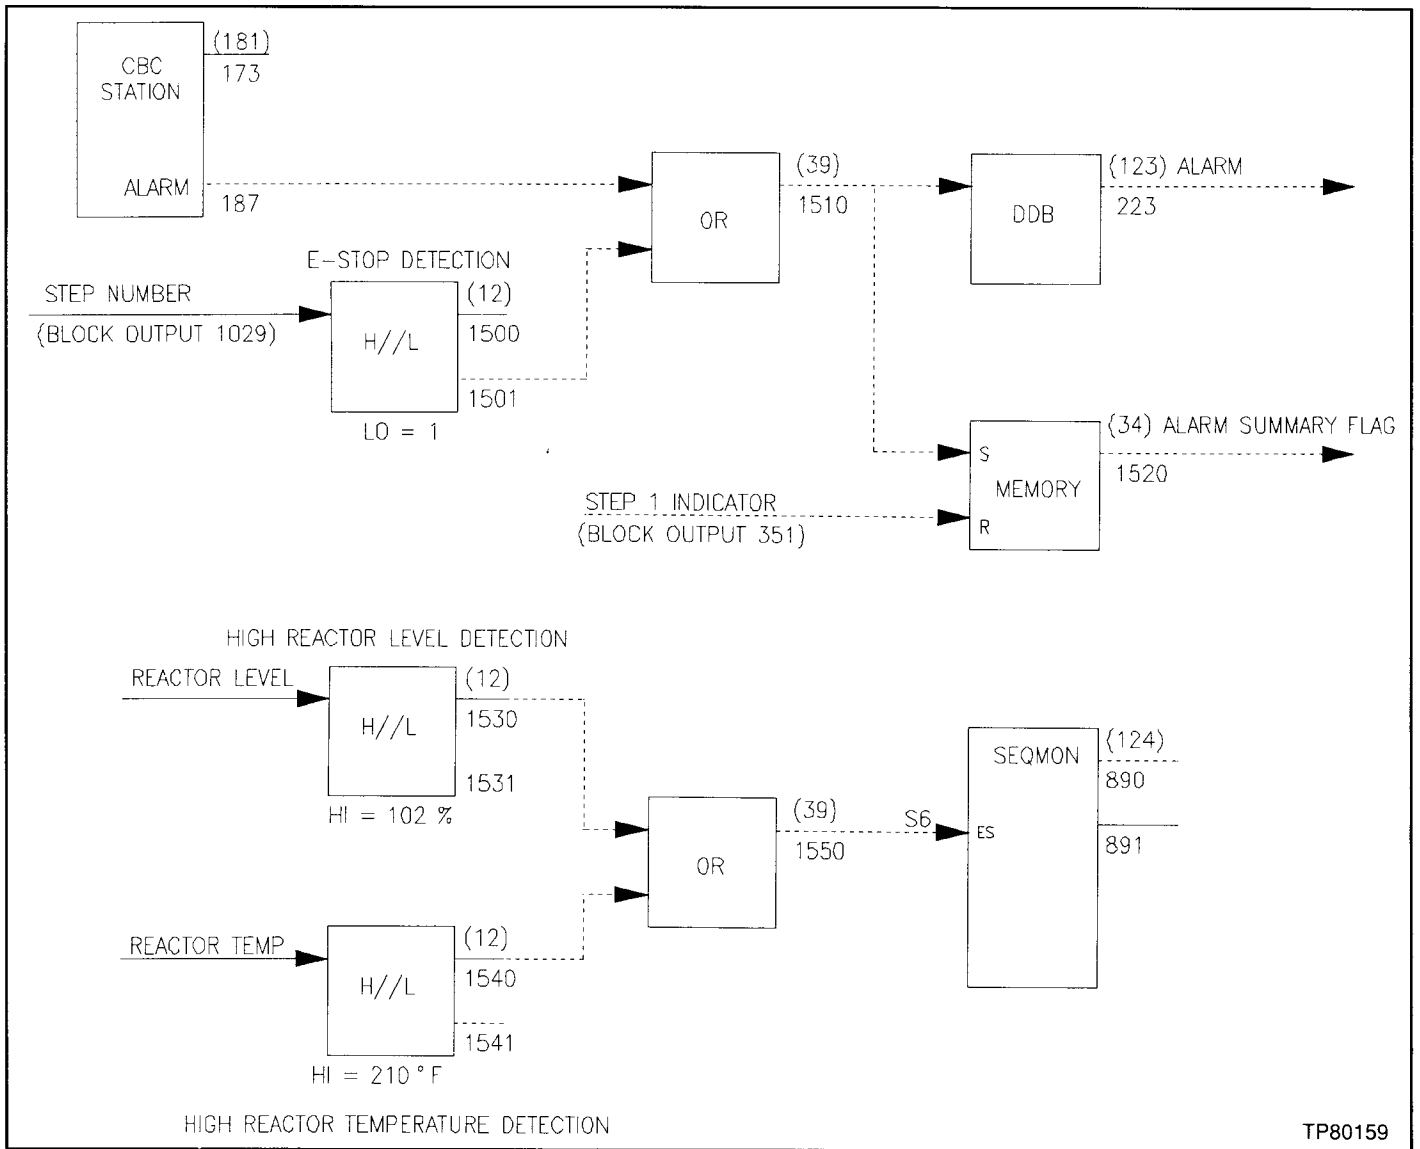 CBC
STATION
(181)
173
ALARM
187
OR
(39)
1510
DDB
(123) ALARM
223
E-STOP DETECTION
STEP NUMBER
(BLOCK OUTPUT 1029)
H//L
(12)
1500
1501
LO = 1
S
MEMORY
R
(34) ALARM SUMMARY FLAG
1520
STEP 1 INDICATOR
(BLOCK OUTPUT 351)
HIGH REACTOR LEVEL DETECTION
REACTOR LEVEL
H//L
(12)
1530
1531
HI = 102 %
OR
(39)
1550
S6
SEQMON
ES
(124)
890
891
REACTOR TEMP
H//L
(12)
1540
1541
HI = 210 °F
HIGH REACTOR TEMPERATURE DETECTION
TP80159